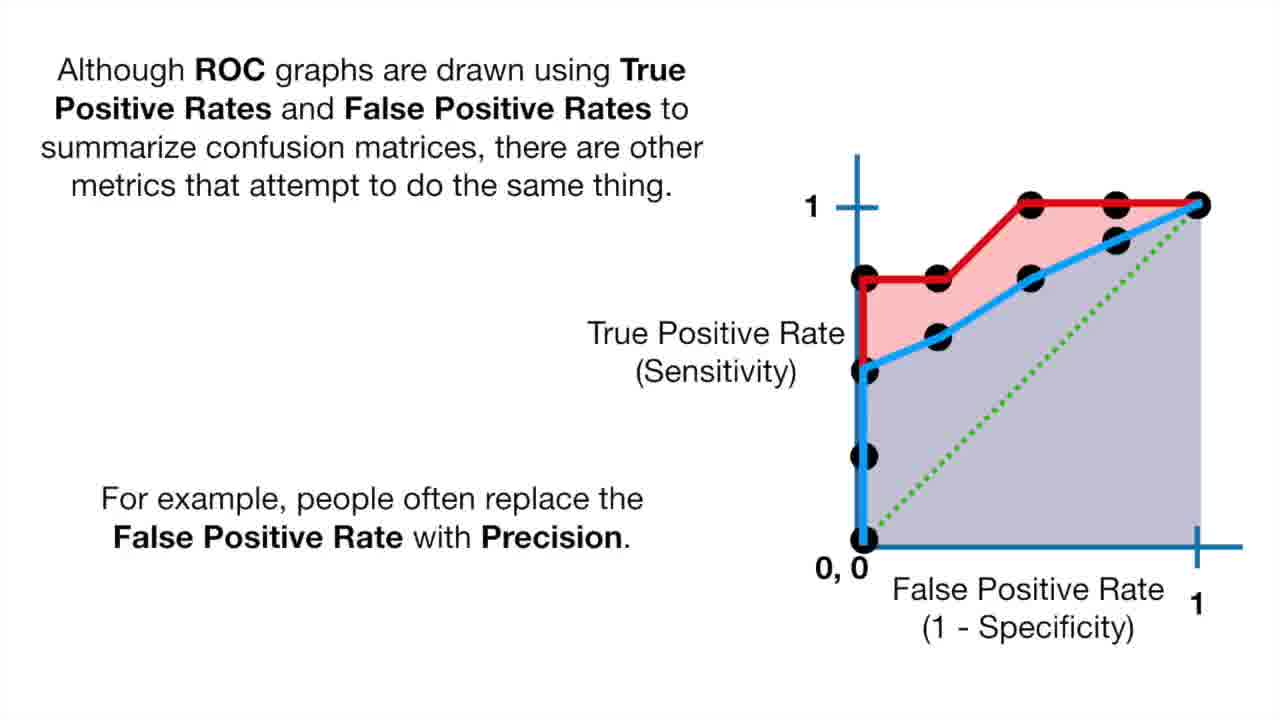 Although ROC graphs are drawn using True
Positive Rates and False Positive Rates to
summarize confusion matrices, there are other
metrics that attempt to do the same thing.
1
True Positive Rate
(Sensitivity)
For example, people often replace the
False Positive Rate with Precision.
0, 0
False Positive Rate
(1 - Specificity)
1